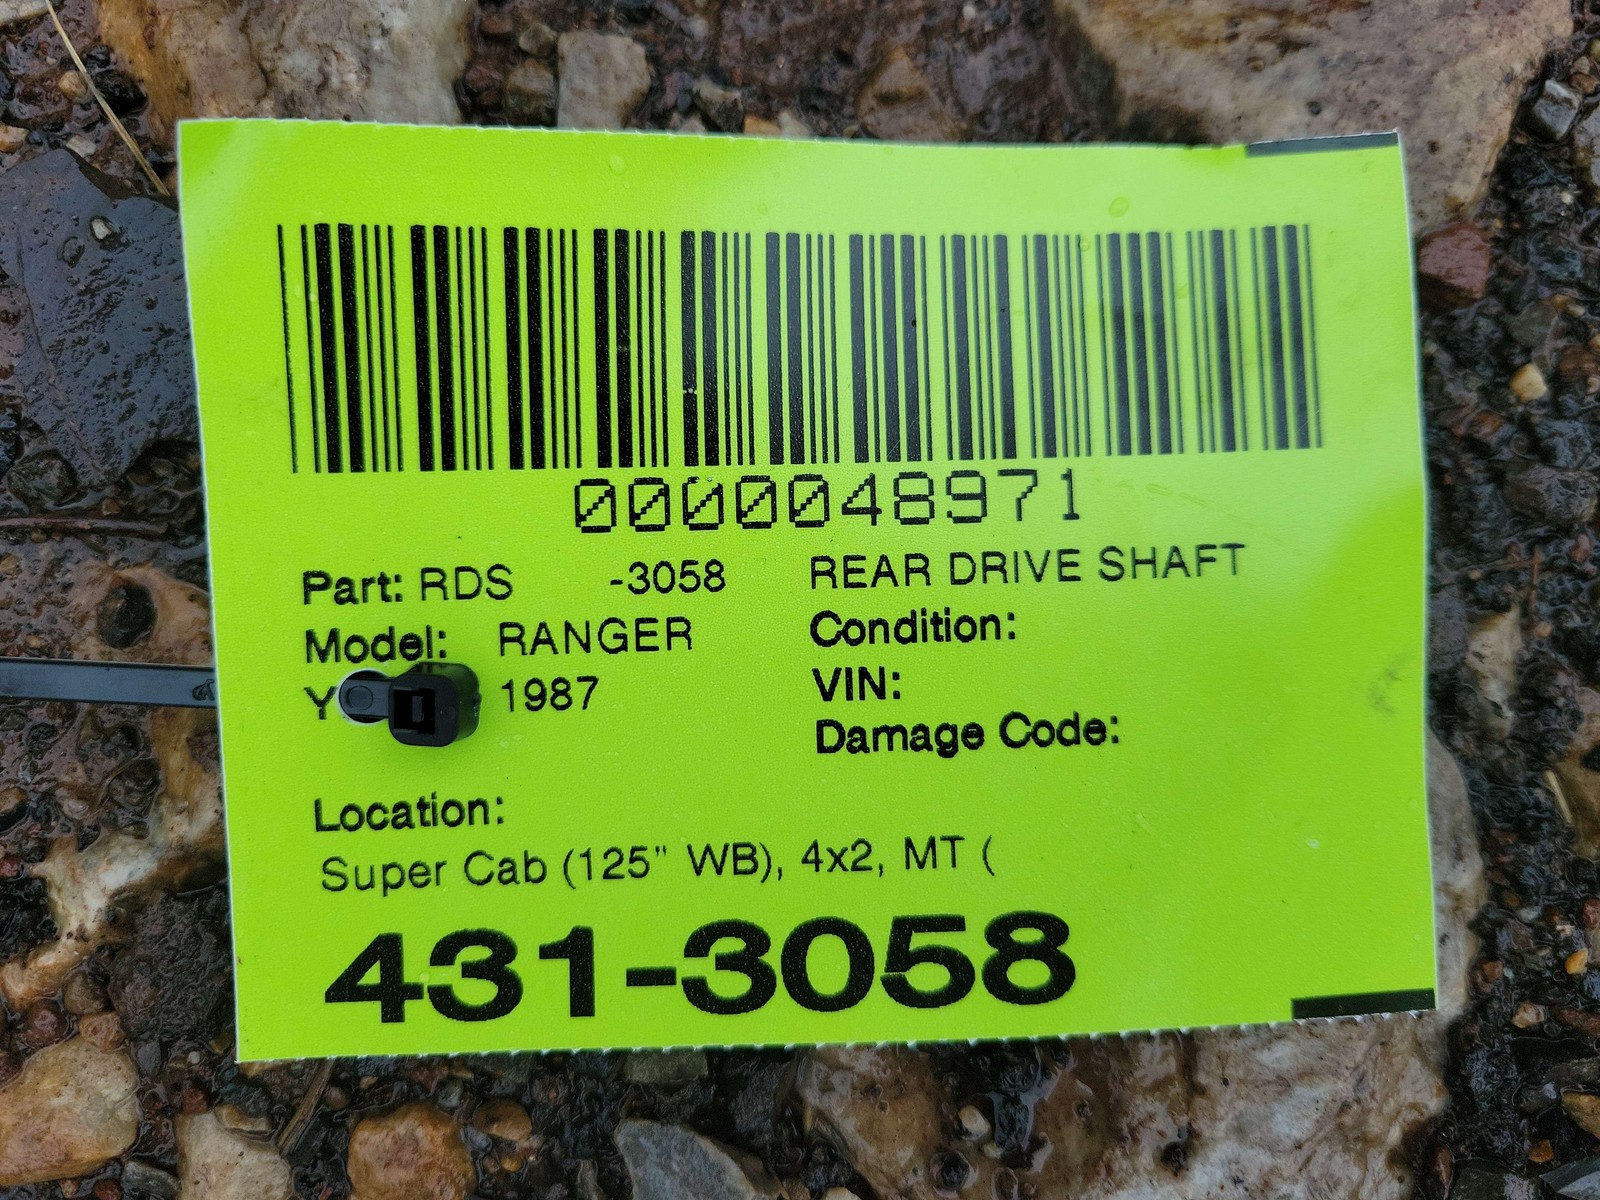 0000048971
Part: RDS -3058 REAR DRIVE SHAFT
Model: RANGER Condition:
Y 1987 VIN:
Damage Code:
Location:
Super Cab (125" WB), 4x2, MT (
431-3058